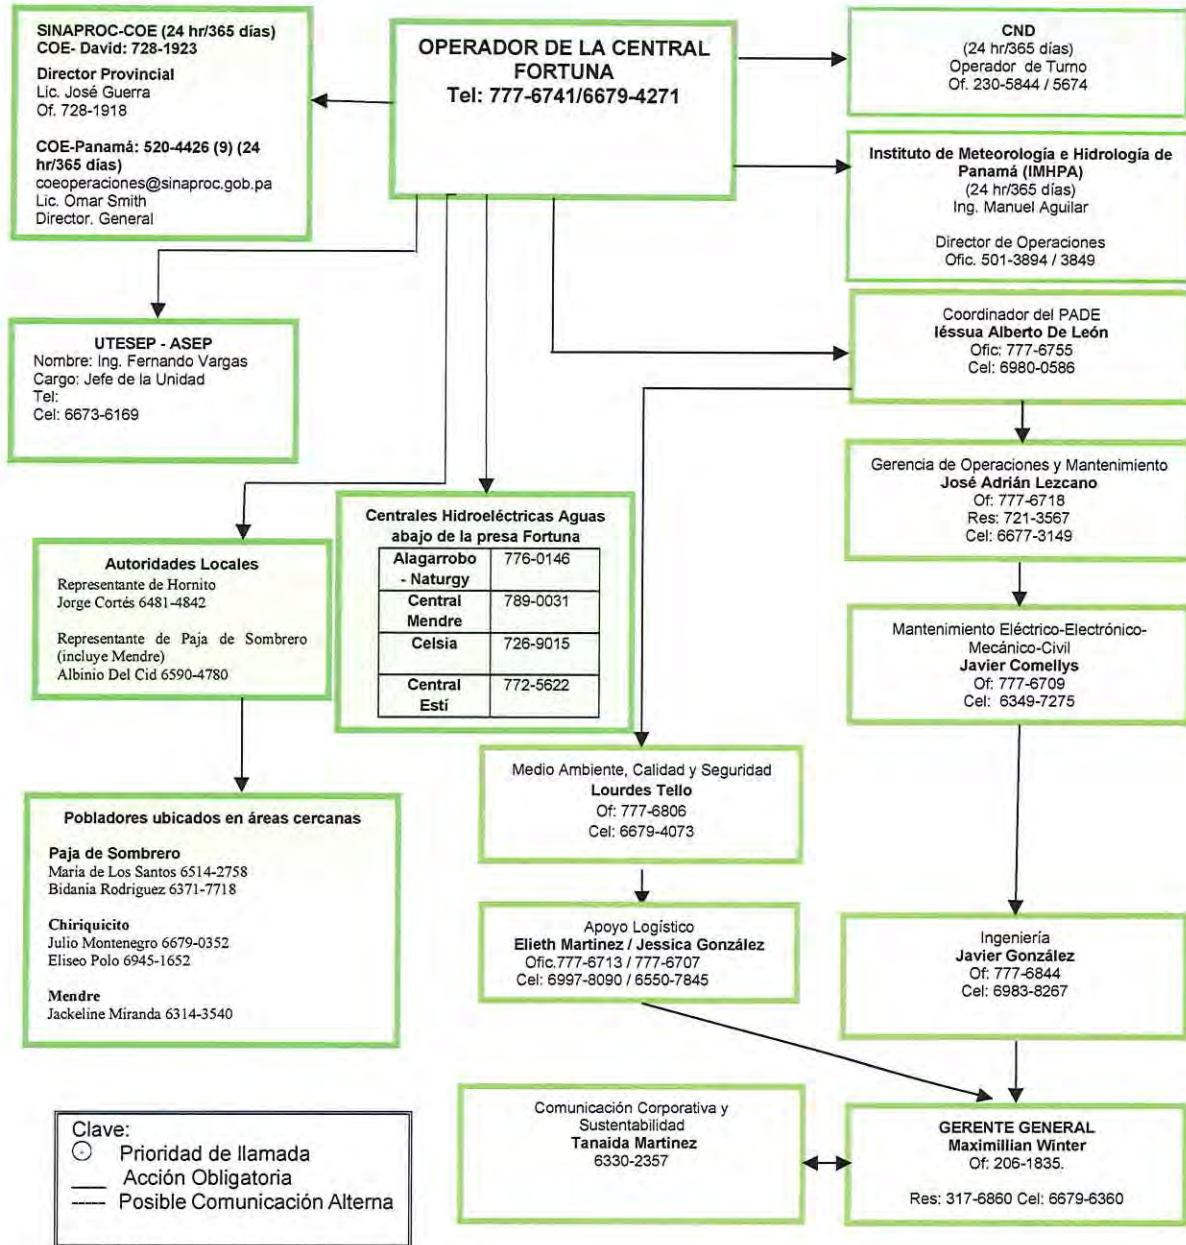 SINAPROC-COE (24 hr/365 días)
COE- David: 728-1923
Director Provincial
Lic. José Guerra
Of. 728-1918
COE-Panamá: 520-4426 (9) (24
hr/365 días)
coeoperaciones@sinaproc.gob.pa
Lic. Omar Smith
Director. General
OPERADOR DE LA CENTRAL
FORTUNA
Tel: 777-6741/6679-4271
CND
(24 hr/365 días)
Operador de Turno
Of. 230-5844 / 5674
Instituto de Meteorología e Hidrología de
Panamá (IMHPA)
(24 hr/365 días)
Ing. Manuel Aguilar
Director de Operaciones
Ofic. 501-3894 / 3849
UTESEP - ASEP
Nombre: Ing. Fernando Vargas
Cargo: Jefe de la Unidad
Tel:
Cel: 6673-6169
Coordinador del PADE
Iéssua Alberto De León
Ofic: 777-6755
Cel: 6980-0586
Gerencia de Operaciones y Mantenimiento
José Adrián Lezcano
Of: 777-6718
Res: 721-3567
Cel: 6677-3149
Autoridades Locales
Representante de Hornito
Jorge Cortés 6481-4842
Representante de Paja de Sombrero
(incluye Mendre)
Albinio Del Cid 6590-4780
Centrales Hidroeléctricas Aguas
abajo de la presa Fortuna
Alagarrobo 776-0146
- Naturgy
Central 789-0031
Mendre
Celsia 726-9015
Central 772-5622
Estí
Mantenimiento Eléctrico-Electrónico-
Mecánico-Civil
Javier Comellys
Of: 777-6709
Cel: 6349-7275
Medio Ambiente, Calidad y Seguridad
Lourdes Tello
Of: 777-6806
Cel: 6679-4073
Pobladores ubicados en áreas cercanas
Paja de Sombrero
Maria de Los Santos 6514-2758
Bidania Rodriguez 6371-7718
Chiriquicito
Julio Montenegro 6679-0352
Eliseo Polo 6945-1652
Mendre
Jackeline Miranda 6314-3540
Apoyo Logístico
Elieth Martinez / Jessica González
Ofic.777-6713 / 777-6707
Cel: 6997-8090 / 6550-7845
Ingeniería
Javier González
Of: 777-6844
Cel: 6983-8267
Comunicación Corporativa y
Sustentabilidad
Tanaida Martinez
6330-2357
GERENTE GENERAL
Maximillian Winter
Of: 206-1835.
Res: 317-6860 Cel: 6679-6360
Clave:
Prioridad de llamada
Acción Obligatoria
Posible Comunicación Alterna